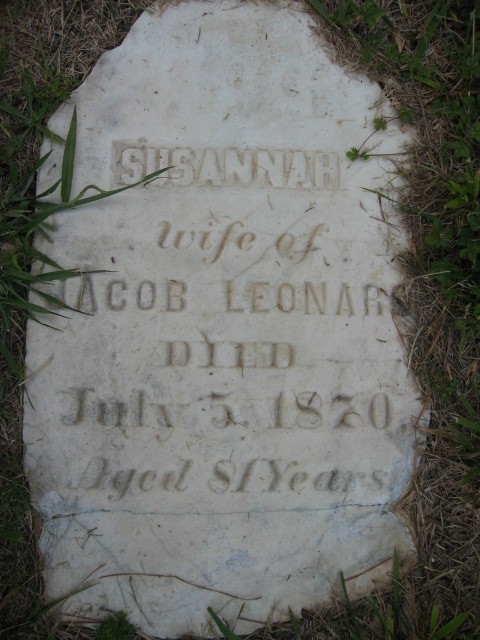 SUSANNAH
Wife of
JACOB LEONARD
DIED
July 5, 1870,
Aged 81 Years